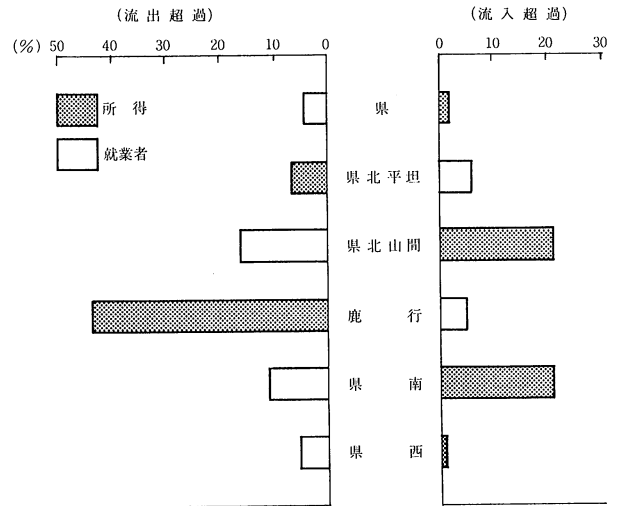 (流出超過)
(流入超過)
(%) 50 40 30 20 10 0
0 10 20 30
所得
就業者
県
県北平坦
県北山間
鹿行
県南
県西